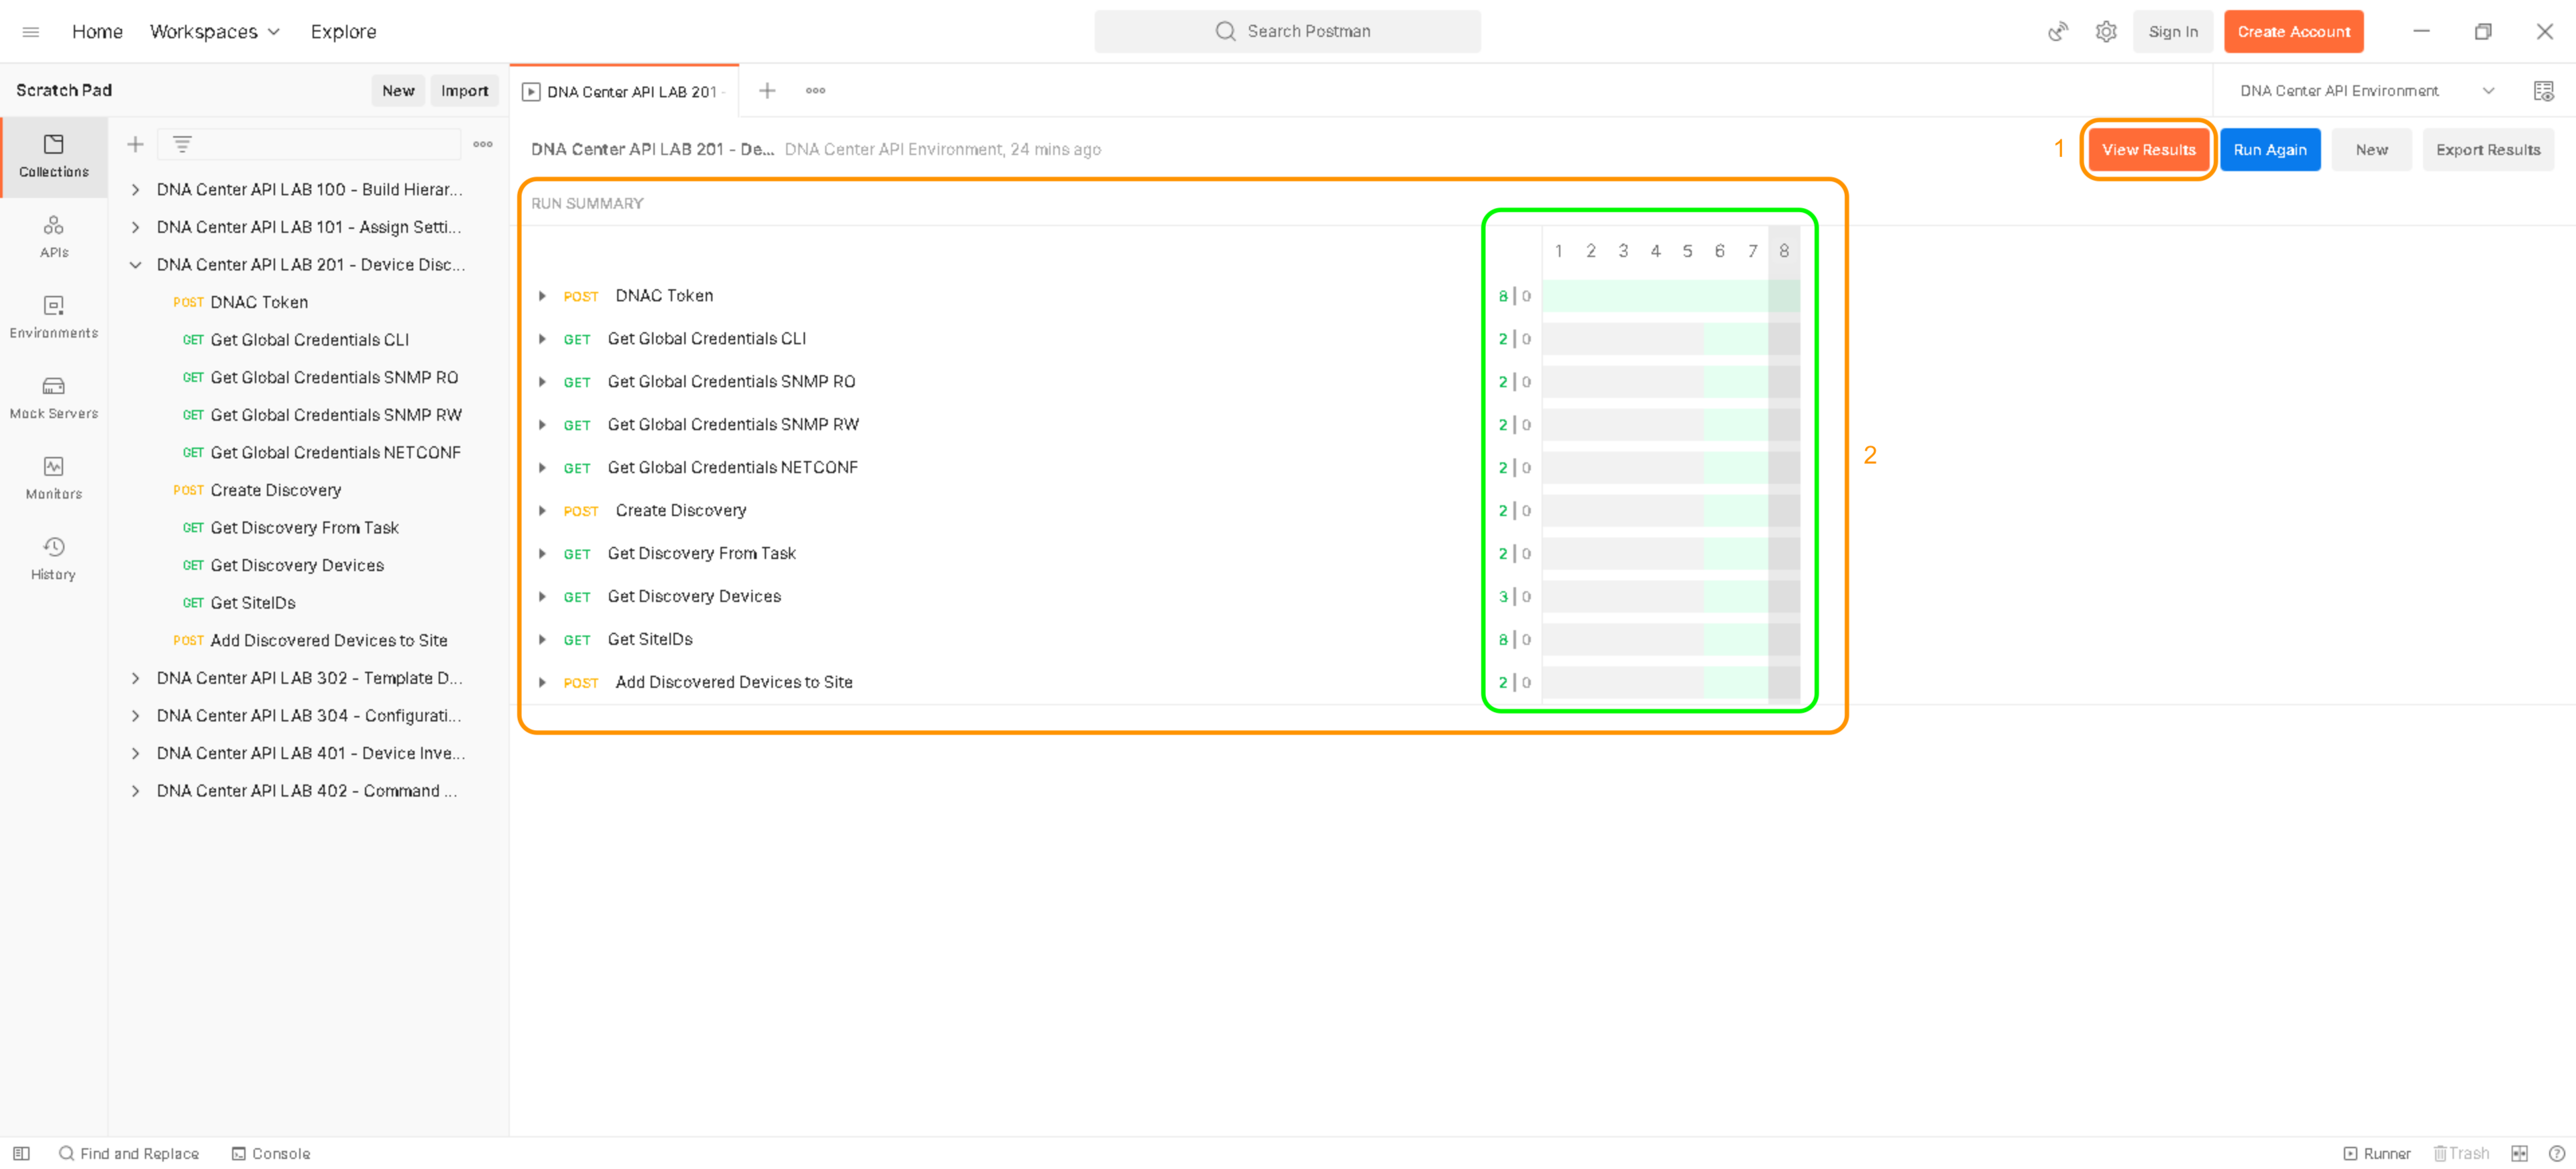 Home Workspaces Explore Search Postman Sign In Create Account
Scratch Pad New Import DNA Center API LAB 201 - DNA Center API Environment
DNA Center API LAB 201 - De... DNA Center API Environment, 24 mins ago 1 View Results Run Again New Export Results
Collections
APIs
Environments
Mock Servers
Monitors
History
DNA Center API LAB 100 - Build Hierar...
DNA Center API LAB 101 - Assign Setti...
DNA Center API LAB 201 - Device Disc...
POST DNAC Token
GET Get Global Credentials CLI
GET Get Global Credentials SNMP RO
GET Get Global Credentials SNMP RW
GET Get Global Credentials NETCONF
POST Create Discovery
GET Get Discovery From Task
GET Get Discovery Devices
GET Get SiteIDs
POST Add Discovered Devices to Site
DNA Center API LAB 302 - Template D...
DNA Center API LAB 304 - Configurati...
DNA Center API LAB 401 - Device Inve...
DNA Center API LAB 402 - Command ...
RUN SUMMARY
1 2 3 4 5 6 7 8
POST DNAC Token 8 | 0
GET Get Global Credentials CLI 2 | 0
GET Get Global Credentials SNMP RO 2 | 0
GET Get Global Credentials SNMP RW 2 | 0
GET Get Global Credentials NETCONF 2 | 0
2
POST Create Discovery 2 | 0
GET Get Discovery From Task 2 | 0
GET Get Discovery Devices 3 | 0
GET Get SiteIDs 8 | 0
POST Add Discovered Devices to Site 2 | 0
Find and Replace Console Runner Trash